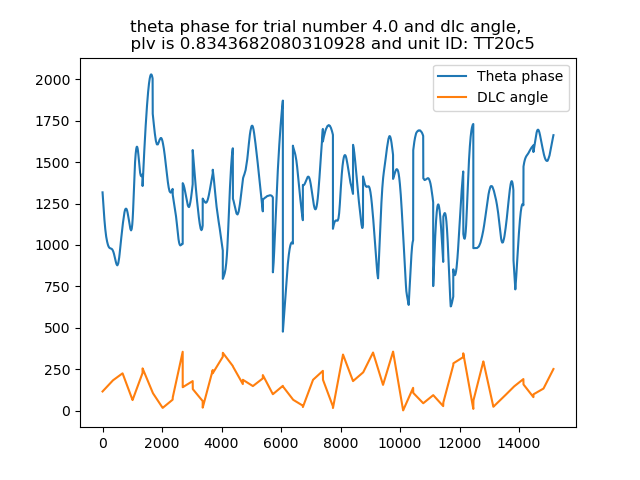 theta phase for trial number 4.0 and dlc angle,
plv is 0.8343682080310928 and unit ID: TT20c5
Theta phase
DLC angle
2000
1750
1500
1250
1000
750
500
250
0
0 2000 4000 6000 8000 10000 12000 14000